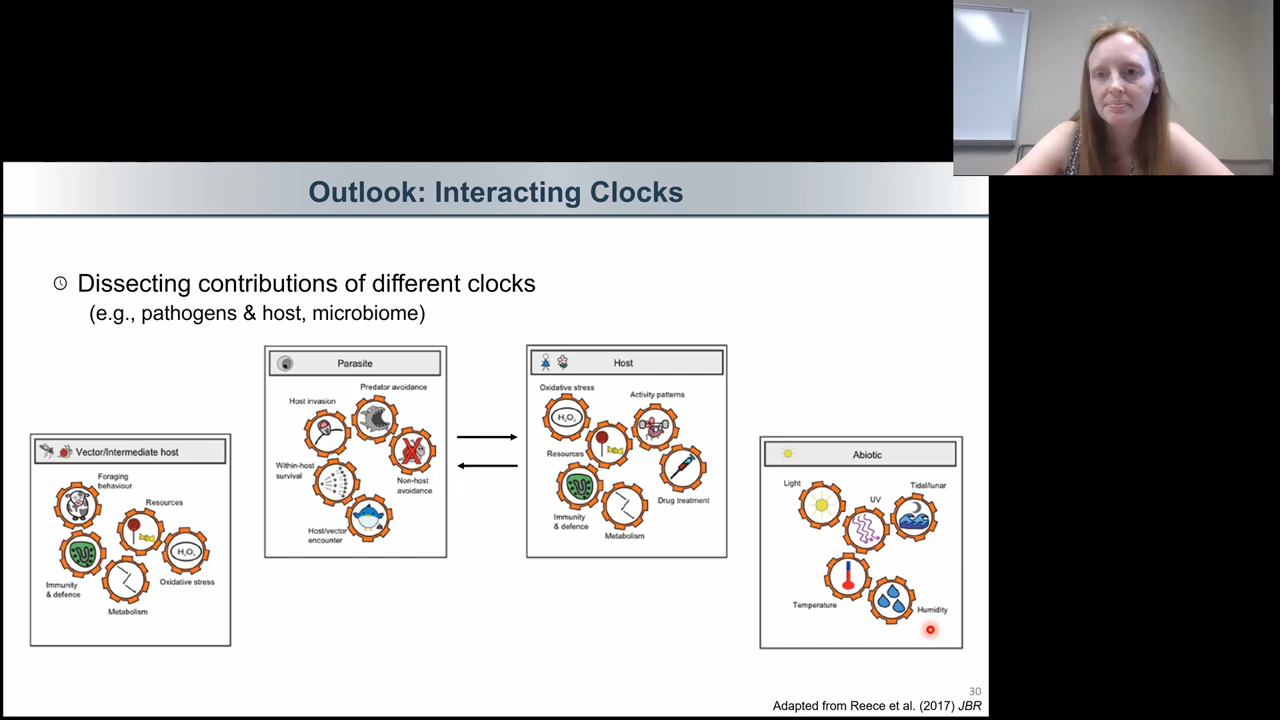 Outlook: Interacting Clocks
Dissecting contributions of different clocks
(e.g., pathogens & host, microbiome)
Vector/Intermediate host
Foraging
behaviour
Resources
H₂O₂
Immunity
& defence
Oxidative stress
Metabolism
Parasite
Predator avoidance
Host invasion
Within-host
survival
Non-host
avoidance
Host/vector
encounter
Host
Oxidative stress
Activity patterns
H₂O₂
Resources
Drug treatment
Immunity
& defence
Metabolism
Abiotic
Light
Tidal/lunar
UV
Temperature
Humidity
30
Adapted from Reece et al. (2017) JBR